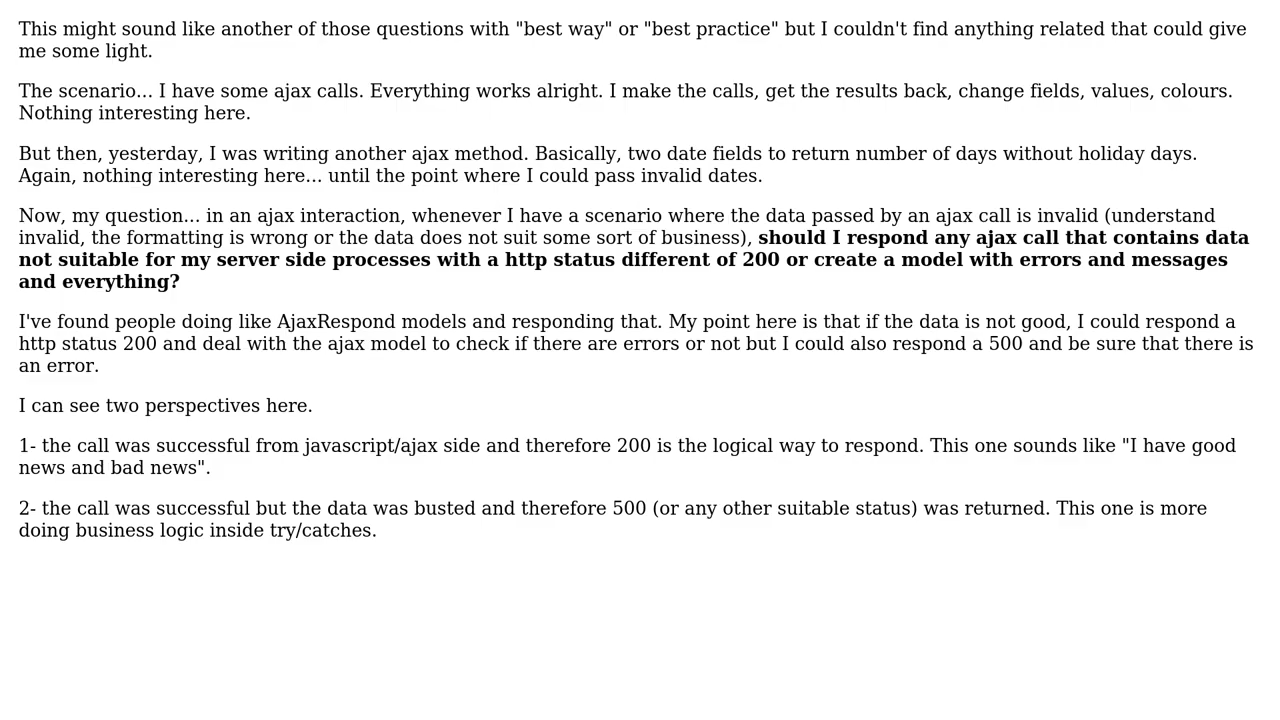 This might sound like another of those questions with "best way" or "best practice" but I couldn't find anything related that could give
me some light.
The scenario... I have some ajax calls. Everything works alright. I make the calls, get the results back, change fields, values, colours.
Nothing interesting here.
But then, yesterday, I was writing another ajax method. Basically, two date fields to return number of days without holiday days.
Again, nothing interesting here... until the point where I could pass invalid dates.
Now, my question... in an ajax interaction, whenever I have a scenario where the data passed by an ajax call is invalid (understand
invalid, the formatting is wrong or the data does not suit some sort of business), should I respond any ajax call that contains data
not suitable for my server side processes with a http status different of 200 or create a model with errors and messages
and everything?
I've found people doing like AjaxRespond models and responding that. My point here is that if the data is not good, I could respond a
http status 200 and deal with the ajax model to check if there are errors or not but I could also respond a 500 and be sure that there is
an error.
I can see two perspectives here.
1- the call was successful from javascript/ajax side and therefore 200 is the logical way to respond. This one sounds like "I have good
news and bad news".
2- the call was successful but the data was busted and therefore 500 (or any other suitable status) was returned. This one is more
doing business logic inside try/catches.